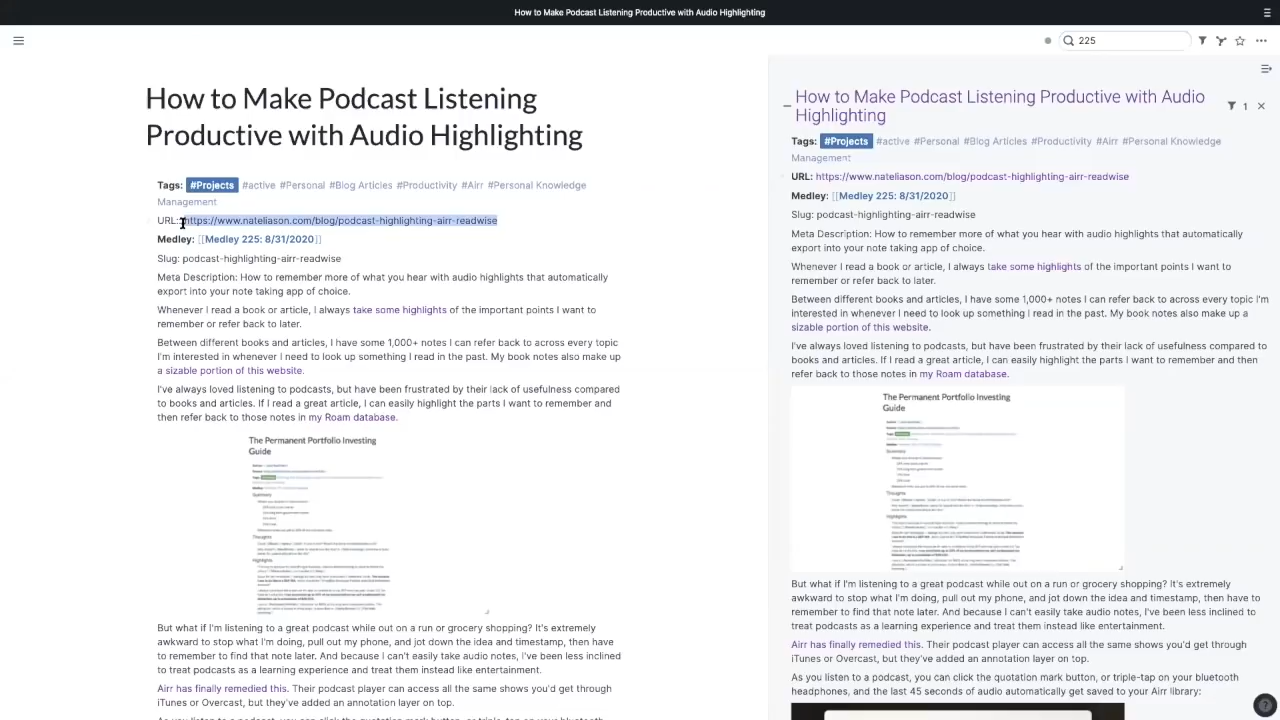 How to Make Podcast Listening Productive with Audio Highlighting
225
How to Make Podcast Listening
Productive with Audio Highlighting
Tags: #Projects #active #Personal #Blog Articles #Productivity #Airr #Personal Knowledge
Management
URL: https://www.nateliason.com/blog/podcast-highlighting-airr-readwise
Medley: [[Medley 225: 8/31/2020]]
Slug: podcast-highlighting-airr-readwise
Meta Description: How to remember more of what you hear with audio highlights that automatically
export into your note taking app of choice.
Whenever I read a book or article, I always take some highlights of the important points I want to
remember or refer back to later.
Between different books and articles, I have some 1,000+ notes I can refer back to across every topic
I'm interested in whenever I need to look up something I read in the past. My book notes also make up
a sizable portion of this website.
I've always loved listening to podcasts, but have been frustrated by their lack of usefulness compared
to books and articles. If I read a great article, I can easily highlight the parts I want to remember and
then refer back to those notes in my Roam database.
The Permanent Portfolio Investing
Guide
Summary
Thoughts
Highlights
But what if I'm listening to a great podcast while out on a run or grocery shopping? It's extremely
awkward to stop what I'm doing, pull out my phone, and jot down the idea and timestamp, then have
to remember to find that note later. And because I can't easily take audio notes, I've been less inclined
to treat podcasts as a learning experience and treat them instead like entertainment.
Airr has finally remedied this. Their podcast player can access all the same shows you'd get through
iTunes or Overcast, but they've added an annotation layer on top.
As you listen to a podcast, you can click the quotation mark button, or triple-tap on your bluetooth
How to Make Podcast Listening Productive with Audio
Highlighting
1
Tags: #Projects #active #Personal #Blog Articles #Productivity #Airr #Personal Knowledge
Management
URL: https://www.nateliason.com/blog/podcast-highlighting-airr-readwise
Medley: [[Medley 225: 8/31/2020]]
Slug: podcast-highlighting-airr-readwise
Meta Description: How to remember more of what you hear with audio highlights that automatically
export into your note taking app of choice.
Whenever I read a book or article, I always take some highlights of the important points I want to
remember or refer back to later.
Between different books and articles, I have some 1,000+ notes I can refer back to across every topic I'm
interested in whenever I need to look up something I read in the past. My book notes also make up a
sizable portion of this website.
I've always loved listening to podcasts, but have been frustrated by their lack of usefulness compared to
books and articles. If I read a great article, I can easily highlight the parts I want to remember and then
refer back to those notes in my Roam database.
The Permanent Portfolio Investing
Guide
Summary
Thoughts
Highlights
But what if I'm listening to a great podcast while out on a run or grocery shopping? It's extremely
awkward to stop what I'm doing, pull out my phone, and jot down the idea and timestamp, then have to
remember to find that note later. And because I can't easily take audio notes, I've been less inclined to
treat podcasts as a learning experience and treat them instead like entertainment.
Airr has finally remedied this. Their podcast player can access all the same shows you'd get through
iTunes or Overcast, but they've added an annotation layer on top.
As you listen to a podcast, you can click the quotation mark button, or triple-tap on your bluetooth
headphones, and the last 45 seconds of audio automatically get saved to your Airr library: